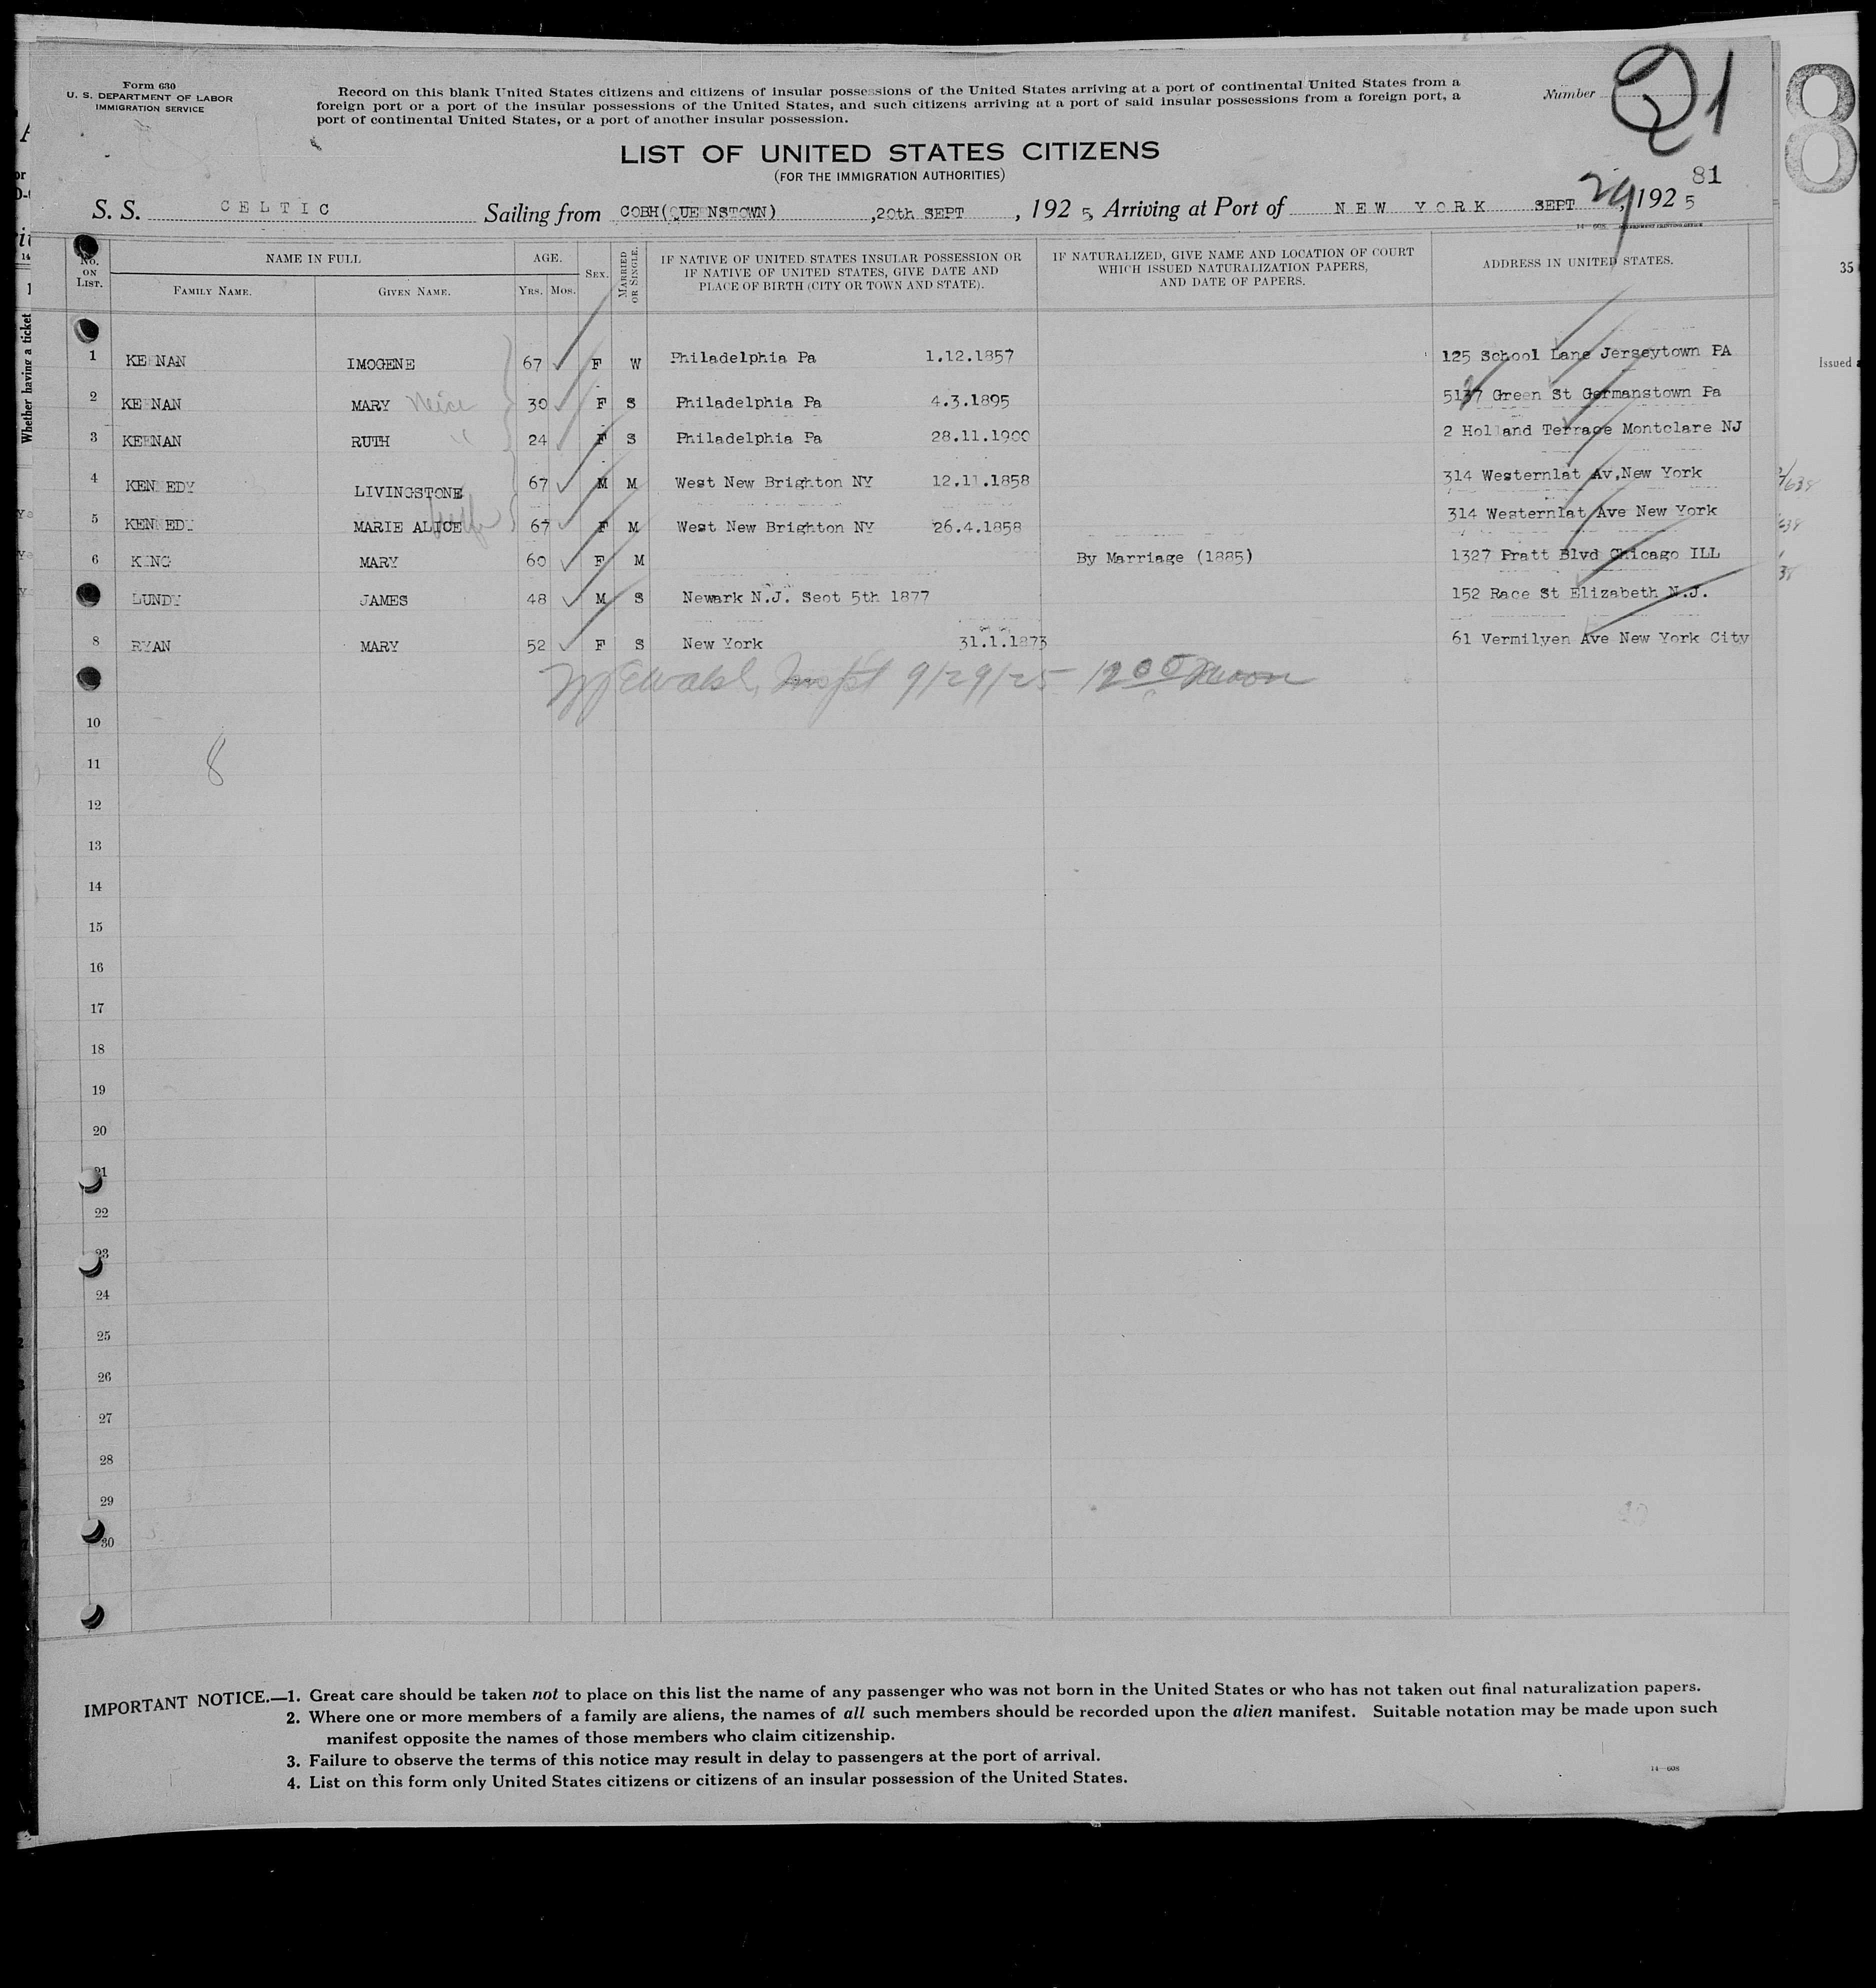 Form 630
U. S. DEPARTMENT OF LABOR
IMMIGRATION SERVICE
Record on this blank United States citizens and citizens of insular possessions of the United States arriving at a port of continental United States from a
foreign port or a port of the insular possessions of the United States, and such citizens arriving at a port of said insular possessions from a foreign port, a
port of continental United States, or a port of another insular possession.
Number
LIST OF UNITED STATES CITIZENS
(FOR THE IMMIGRATION AUTHORITIES)
81
S. S. CELTIC Sailing from COBH(QUEENSTOWN) ,20th SEPT , 192 5, Arriving at Port of NEW YORK SEPT 29, 192 5
No. ON LIST.
NAME IN FULL
FAMILY NAME.
GIVEN NAME.
AGE.
YRS. MOS.
SEX.
MARRIED OR SINGLE.
IF NATIVE OF UNITED STATES INSULAR POSSESSION OR
IF NATIVE OF UNITED STATES, GIVE DATE AND
PLACE OF BIRTH (CITY OR TOWN AND STATE).
IF NATURALIZED, GIVE NAME AND LOCATION OF COURT
WHICH ISSUED NATURALIZATION PAPERS,
AND DATE OF PAPERS.
ADDRESS IN UNITED STATES.
1 KEENAN IMOGENE 67 F W Philadelphia Pa 1.12.1857 125 School Lane Jerseytown PA
2 KEENAN MARY Neice 30 F S Philadelphia Pa 4.3.1895 5137 Green St Germanstown Pa
3 KEENAN RUTH " 24 F S Philadelphia Pa 28.11.1900 2 Holland Terrace Montclare NJ
4 KENNEDY LIVINGSTONE 67 M M West New Brighton NY 12.11.1858 314 Westernlat Av,New York
5 KENNEDY MARIE ALICE wife 67 F M West New Brighton NY 26.4.1858 314 Westernlat Ave New York
6 KING MARY 60 F M By Marriage (1885) 1327 Pratt Blvd Chicago ILL
LUNDY JAMES 48 M S Newark N.J. Seot 5th 1877 152 Race St Elizabeth N.J.
8 RYAN MARY 52 F S New York 31.1.1873 61 Vermilyen Ave New York City
9/29/25 12 00 Noon
10
8
11
12
13
14
15
16
17
18
19
20
21
22
23
24
25
26
27
28
29
30
IMPORTANT NOTICE.—1. Great care should be taken not to place on this list the name of any passenger who was not born in the United States or who has not taken out final naturalization papers.
2. Where one or more members of a family are aliens, the names of all such members should be recorded upon the alien manifest. Suitable notation may be made upon such
manifest opposite the names of those members who claim citizenship.
3. Failure to observe the terms of this notice may result in delay to passengers at the port of arrival.
4. List on this form only United States citizens or citizens of an insular possession of the United States.
14—608
Whether having a ticket
35
Issued